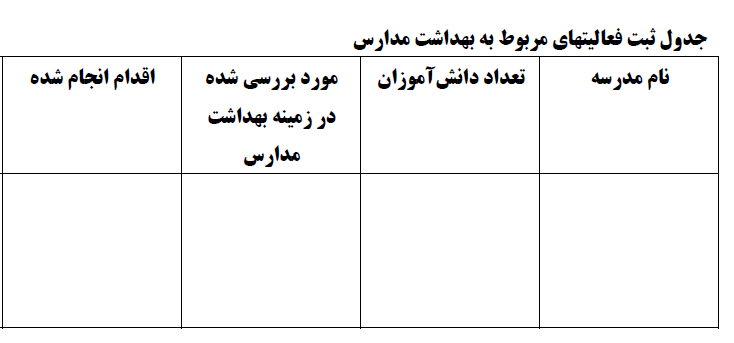 جدول ثبت فعالیتهای مربوط به بهداشت مدارس
نام مدرسه
تعداد دانش‌آموزان
مورد بررسی شده
در زمینه بهداشت
مدارس
اقدام انجام شده